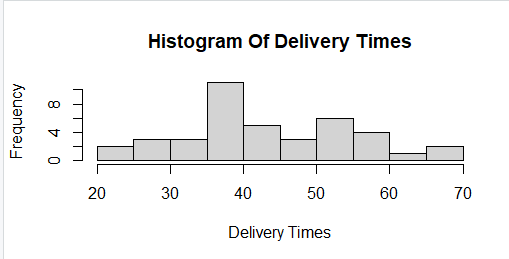 Histogram Of Delivery Times
Frequency
8
4
0
20 30 40 50 60 70
Delivery Times